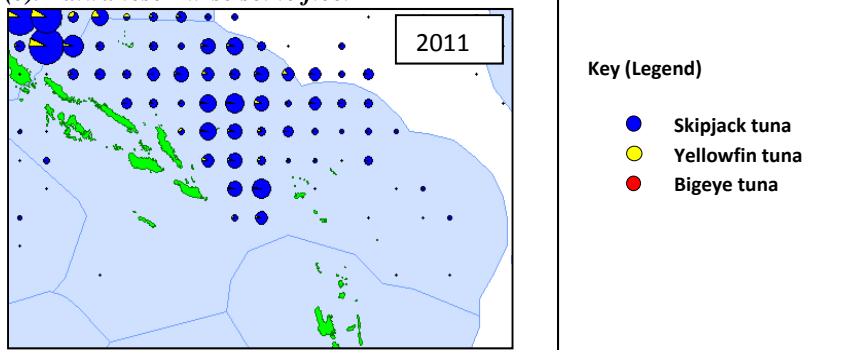 2011
Key (Legend)
Skipjack tuna
Yellowfin tuna
Bigeye tuna